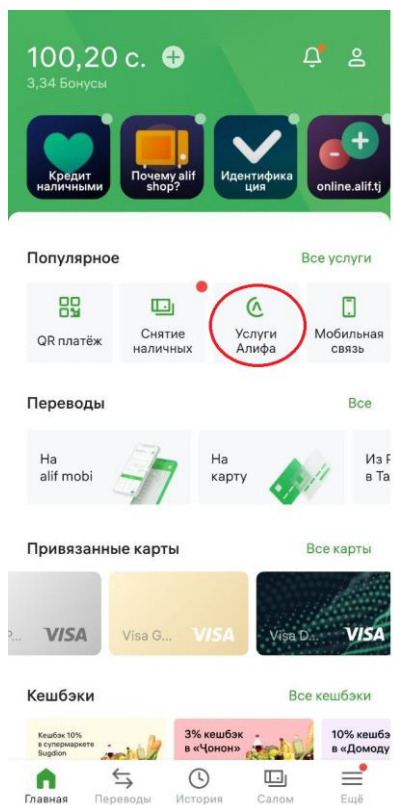 100,20 с.
3,34 Бонусы
Кредит
наличными
Почему alif
shop?
Идентифика
ция
online.alif.tj
Популярное
Все услуги
QR платёж
Снятие
наличных
Услуги
Алифа
Мобильная
связь
Переводы
Все
На
alif mobi
На
карту
Из Р
в Та
Привязанные карты
Все карты
P...
VISA
Visa G...
VISA
Visa D...
VISA
Кешбэки
Все кешбэки
Кешбэк 10%
в супермаркете
Sugdion
3% кешбэк
в «Чонон»
10% кешбэ
в «Домоду
Главная
Переводы
История
Салом
Ещё